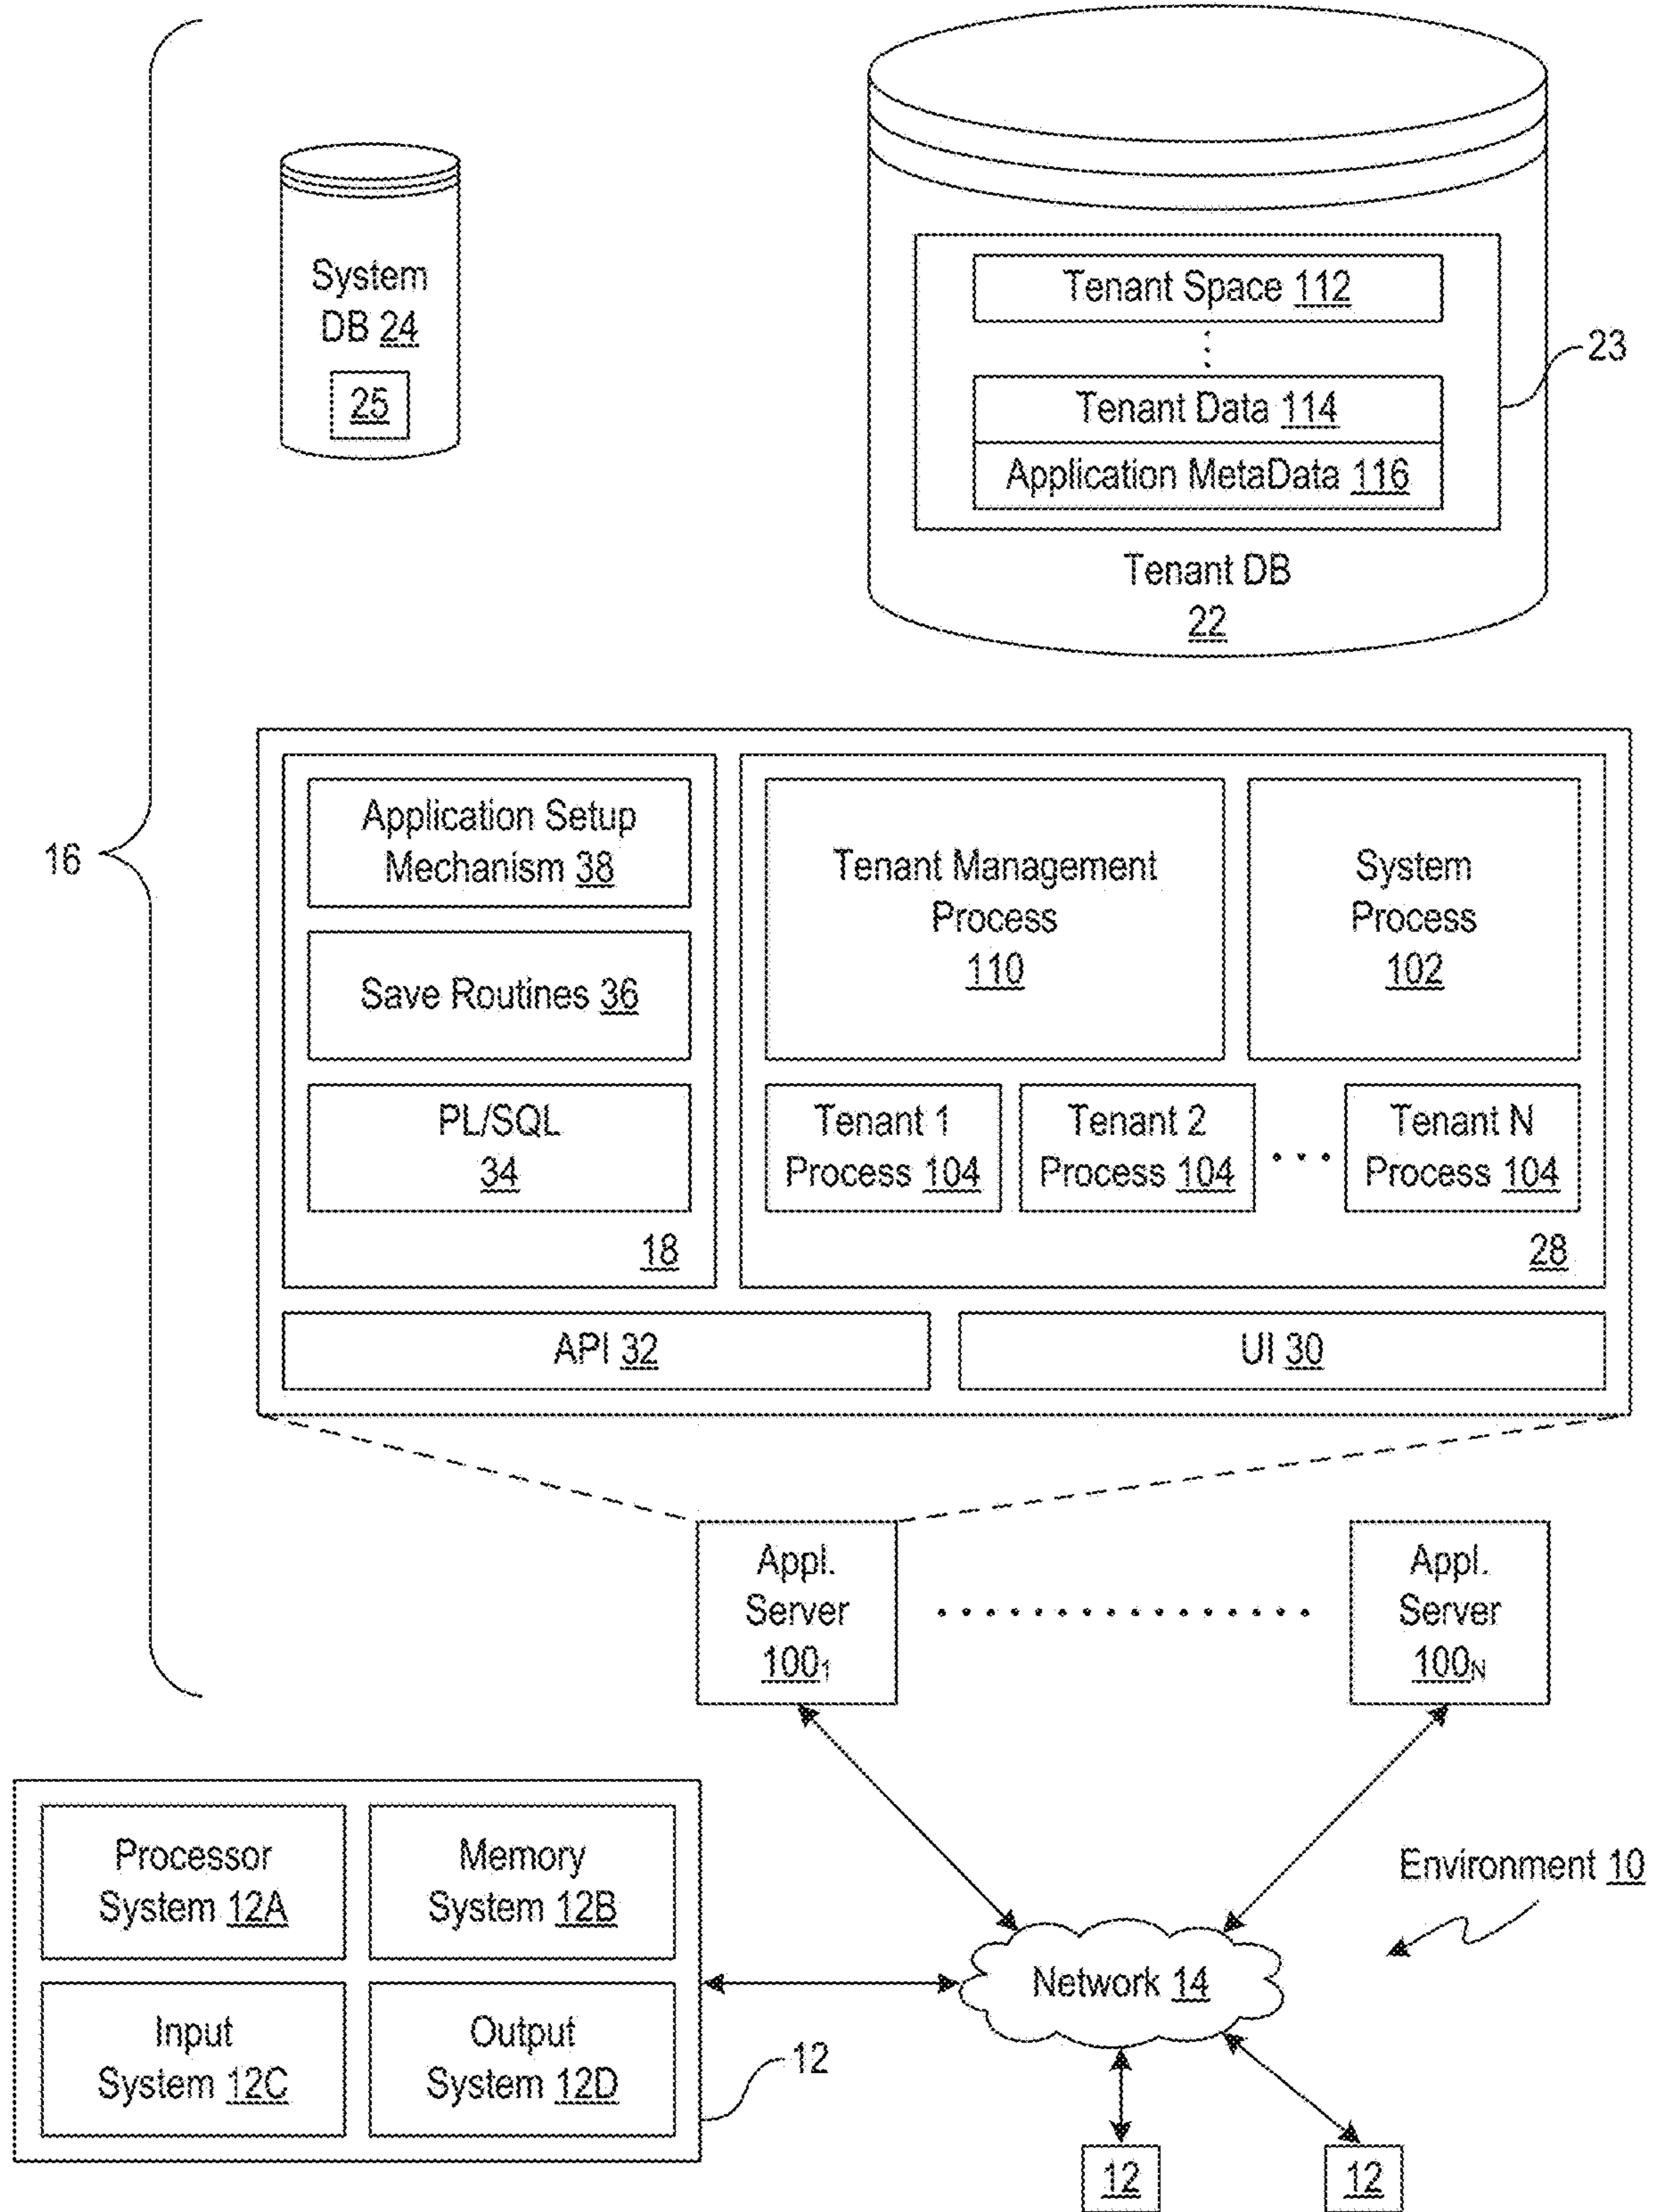 System
DB 24
25
Tenant Space 112
Tenant Data 114
Application MetaData 116
23
Tenant DB
22
16
Application Setup
Mechanism 38
Save Routines 36
PL/SQL
34
18
Tenant Management
Process
110
System
Process
102
Tenant 1
Process 104
Tenant 2
Process 104
Tenant N
Process 104
28
API 32
UI 30
Appl.
Server
100₁
Appl.
Server
100N
Processor
System 12A
Memory
System 12B
Input
System 12C
Output
System 12D
12
Network 14
Environment 10
12
12